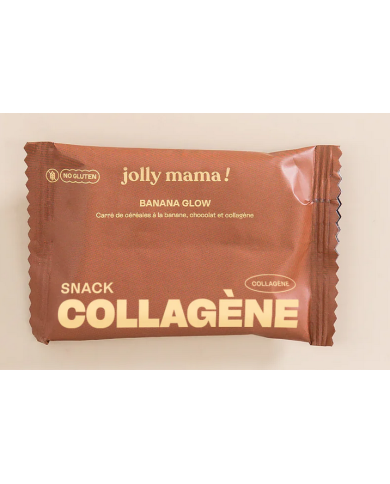 NO GLUTEN
jolly mama!
BANANA GLOW
Carré de céréales à la banane, chocolat et collagène
COLLAGÈNE
SNACK
COLLAGÈNE